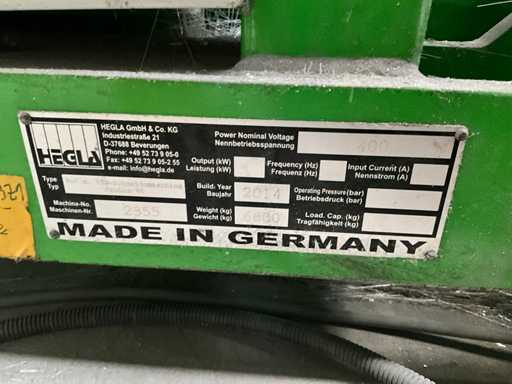 HEGLA
HEGLA GmbH & Co. KG
Industriestraße 21
D-37688 Beverungen
Phone: +49 52 73 9 05-0
Fax: +49 52 73 9 05-2 55
e-mail: info@hegla.de
Power Nominal Voltage
Nennbetriebsspannung
400
V
Output (kW)
Leistung (kW)
Frequency (Hz)
Frequenz (Hz)
Input Current (A)
Nennstrom (A)
Type
Typ
Build. Year
Baujahr
2014
Operating Pressure (bar)
Betriebsdruck (bar)
Machine-No.
Maschinen-Nr.
2355
Weight (kg)
Gewicht (kg)
6800
Load. Cap. (kg)
Tragfähigkeit (kg)
MADE IN GERMANY